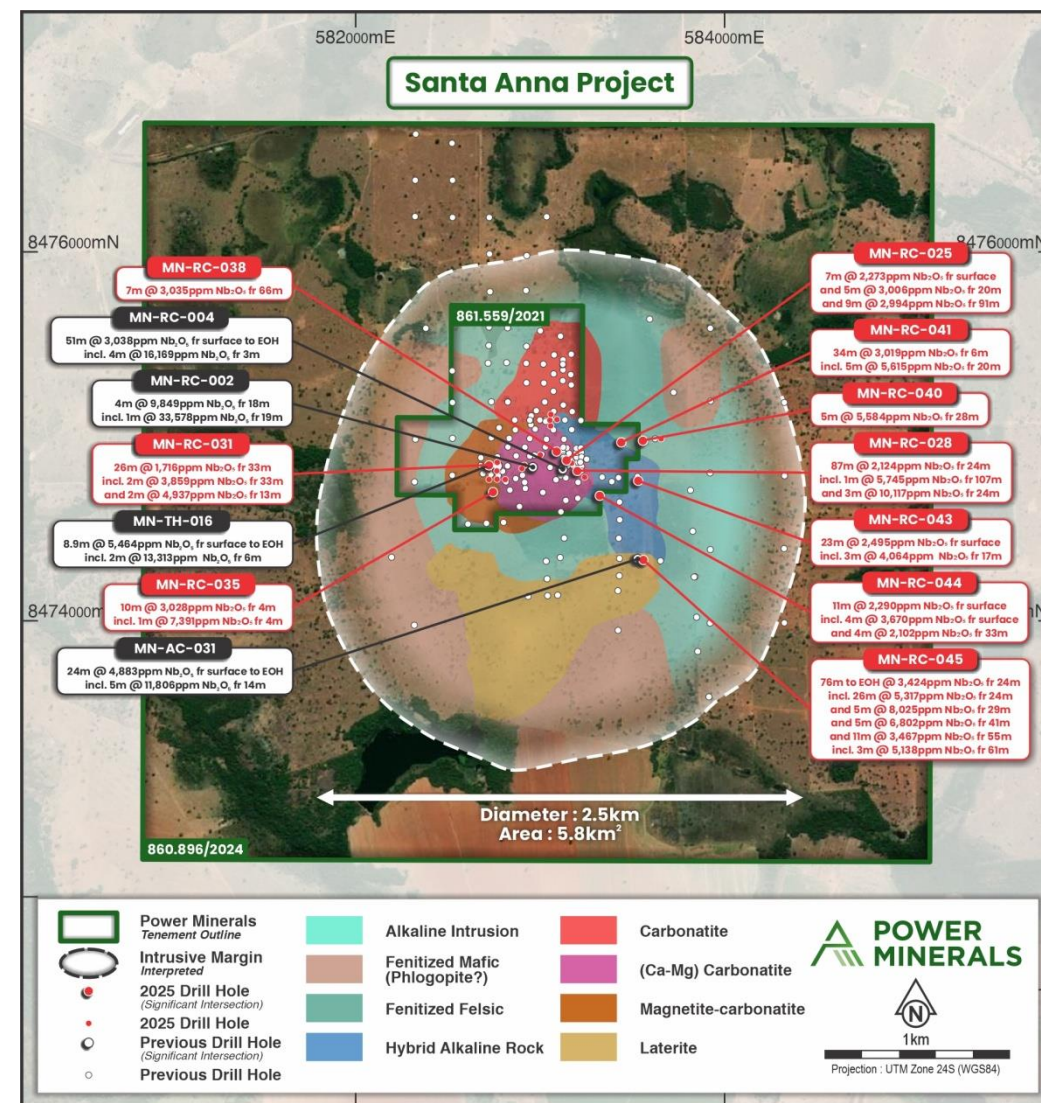 582000mE
584000mE
Santa Anna Project
8476000mN
8476000mN
MN-RC-038
7m @ 3,035ppm Nb₂O₅ fr 66m
MN-RC-004
51m @ 3,038ppm Nb₂O₅ fr surface to EOH
incl. 4m @ 16,169ppm Nb₂O₅ fr 3m
MN-RC-002
4m @ 9,849ppm Nb₂O₅ fr 18m
incl. 1m @ 33,578ppm Nb₂O₅ fr 19m
MN-RC-031
26m @ 1,716ppm Nb₂O₅ fr 33m
incl. 2m @ 3,859ppm Nb₂O₅ fr 33m
and 2m @ 4,937ppm Nb₂O₅ fr 13m
MN-TH-016
8.9m @ 5,464ppm Nb₂O₅ fr surface to EOH
incl. 2m @ 13,313ppm Nb₂O₅ fr 6m
MN-RC-035
10m @ 3,028ppm Nb₂O₅ fr 4m
incl. 1m @ 7,391ppm Nb₂O₅ fr 4m
8474000m
MN-AC-031
24m @ 4,883ppm Nb₂O₅ fr surface to EOH
incl. 5m @ 11,806ppm Nb₂O₅ fr 14m
861.559/2021
MN-RC-025
7m @ 2,273ppm Nb₂O₅ fr surface
and 5m @ 3,006ppm Nb₂O₅ fr 20m
and 9m @ 2,994ppm Nb₂O₅ fr 91m
MN-RC-041
34m @ 3,019ppm Nb₂O₅ fr 6m
incl. 5m @ 5,615ppm Nb₂O₅ fr 20m
MN-RC-040
5m @ 5,584ppm Nb₂O₅ fr 28m
MN-RC-028
87m @ 2,124ppm Nb₂O₅ fr 24m
incl. 1m @ 5,745ppm Nb₂O₅ fr 107m
and 3m @ 10,117ppm Nb₂O₅ fr 24m
MN-RC-043
23m @ 2,495ppm Nb₂O₅ fr surface
incl. 3m @ 4,064ppm Nb₂O₅ fr 17m
MN-RC-044
11m @ 2,290ppm Nb₂O₅ fr surface
incl. 4m @ 3,670ppm Nb₂O₅ fr surface
and 4m @ 2,102ppm Nb₂O₅ fr 33m
MN-RC-045
76m to EOH @ 3,424ppm Nb₂O₅ fr 24m
incl. 26m @ 5,317ppm Nb₂O₅ fr 24m
and 5m @ 8,025ppm Nb₂O₅ fr 29m
and 5m @ 6,802ppm Nb₂O₅ fr 41m
and 11m @ 3,467ppm Nb₂O₅ fr 55m
incl. 3m @ 5,138ppm Nb₂O₅ fr 61m
Diameter : 2.5km
Area : 5.8km²
860.896/2024
Power Minerals
Tenement Outline
Intrusive Margin
Interpreted
2025 Drill Hole
(Significant Intersection)
2025 Drill Hole
Previous Drill Hole
(Significant Intersection)
Previous Drill Hole
Alkaline Intrusion
Fenitized Mafic
(Phlogopite?)
Fenitized Felsic
Hybrid Alkaline Rock
Carbonatite
(Ca-Mg) Carbonatite
Magnetite-carbonatite
Laterite
POWER
MINERALS
N
1km
Projection : UTM Zone 24S (WGS84)